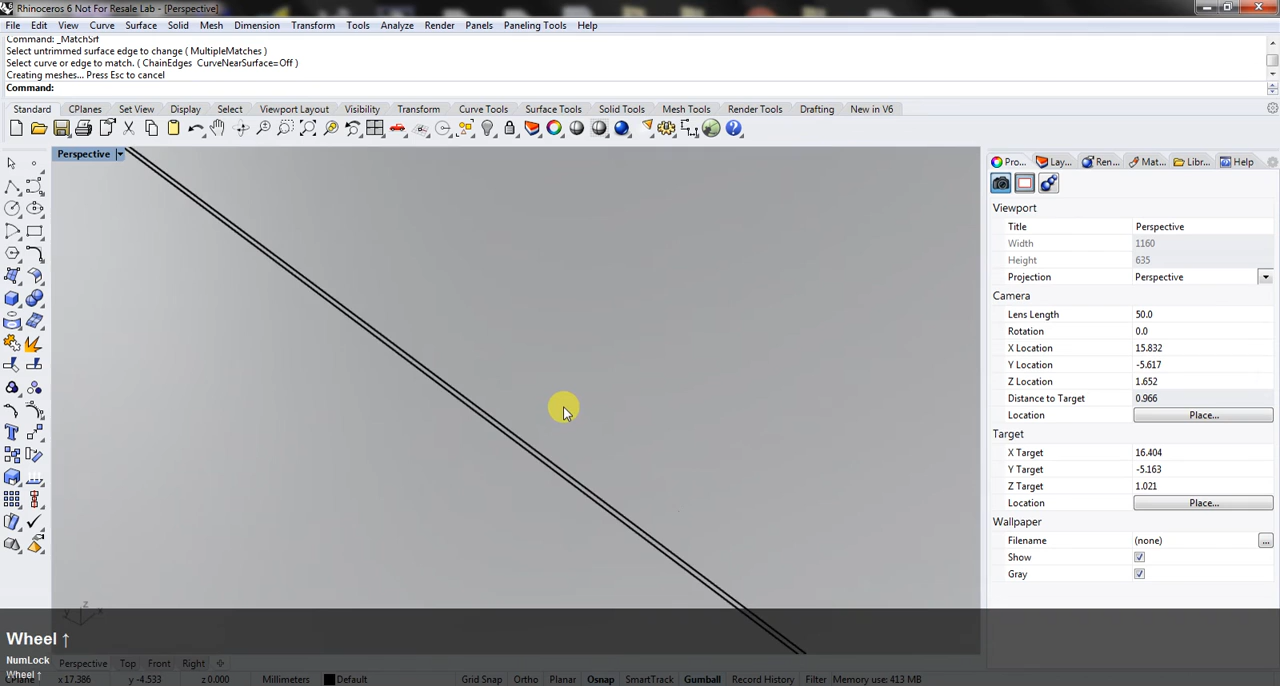 Rhinoceros 6 Not For Resale Lab - [Perspective]
File Edit View Curve Surface Solid Mesh Dimension Transform Tools Analyze Render Panels Paneling Tools Help
Command: _MatchSrf
Select untrimmed surface edge to change ( MultipleMatches )
Select curve or edge to match. ( ChainEdges CurveNearSurface=Off )
Creating meshes... Press Esc to cancel
Command:
Standard CPlanes Set View Display Select Viewport Layout Visibility Transform Curve Tools Surface Tools Solid Tools Mesh Tools Render Tools Drafting New in V6
Perspective
Pro... Lay... Ren... Mat... Libr... Help
Viewport
Title Perspective
Width 1160
Height 635
Projection Perspective
Camera
Lens Length 50.0
Rotation 0.0
X Location 15.832
Y Location -5.617
Z Location 1.652
Distance to Target 0.966
Location Place...
Target
X Target 16.404
Y Target -5.163
Z Target 1.021
Location Place...
Wallpaper
Filename (none) ...
Show
Gray
z
Wheel ↑
NumLock
Wheel ↑
Perspective Top Front Right
CPlane x 17.386 y -4.533 z 0.000 Millimeters Default Grid Snap Ortho Planar Osnap SmartTrack Gumball Record History Filter Memory use: 413 MB